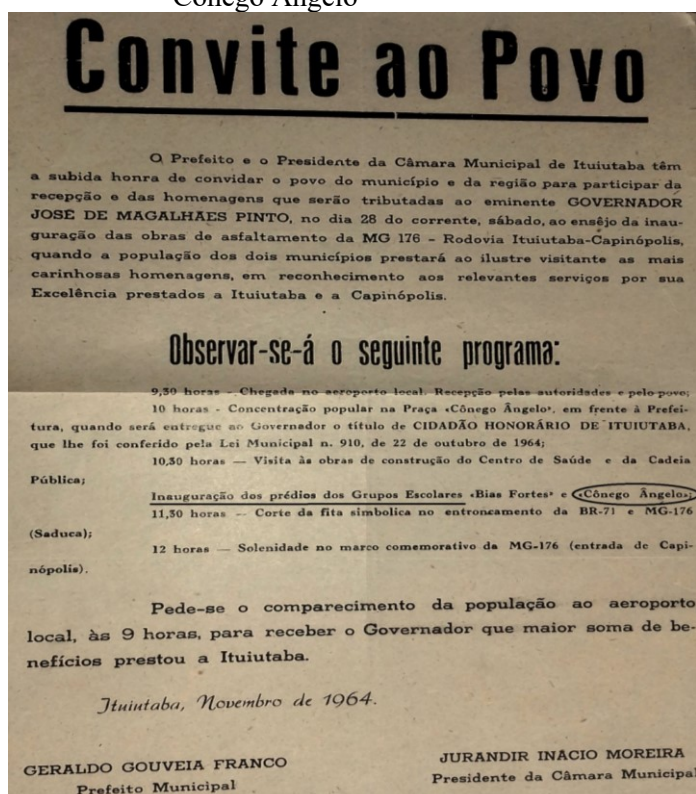 Cônego Ângelo
Convite ao Povo
O Prefeito e o Presidente da Câmara Municipal de Ituiutaba têm
a subida honra de convidar o povo do município e da região para participar da
recepção e das homenagens que serão tributadas ao eminente GOVERNADOR
JOSÉ DE MAGALHAES PINTO, no dia 28 do corrente, sábado, ao ensêjo da inau-
guração das obras de asfaltamento da MG 176 - Rodovia Ituiutaba-Capinópolis,
quando a população dos dois municípios prestará ao ilustre visitante as mais
carinhosas homenagens, em reconhecimento aos relevantes serviços por sua
Excelência prestados a Ituiutaba e a Capinópolis.
Observar-se-á o seguinte programa:
9,30 horas - Chegada no aeroporto local. Recepção pelas autoridades e pelo povo;
10 horas - Concentração popular na Praça «Cônego Ângelo», em frente à Prefei-
tura, quando será entregue ao Governador o título de CIDADÃO HONORÁRIO DE ITUIUTABA,
que lhe foi conferido pela Lei Municipal n. 910, de 22 de outubro de 1964;
10,30 horas — Visita às obras de construção do Centro de Saúde e da Cadeia
Pública;
Inauguração dos prédios dos Grupos Escolares «Bias Fortes» e «Cônego Ângelo»;
11,30 horas — Corte da fita simbolica no entroncamento da BR-71 e MG-176
(Saduca);
12 horas — Solenidade no marco comemorativo da MG-176 (entrada de Capi-
nópolis).
Pede-se o comparecimento da população ao aeroporto
local, às 9 horas, para receber o Governador que maior soma de be-
nefícios prestou a Ituiutaba.
Ituiutaba, Novembro de 1964.
GERALDO GOUVEIA FRANCO
Prefeito Municipal
JURANDIR INACIO MOREIRA
Presidente da Câmara Municipal